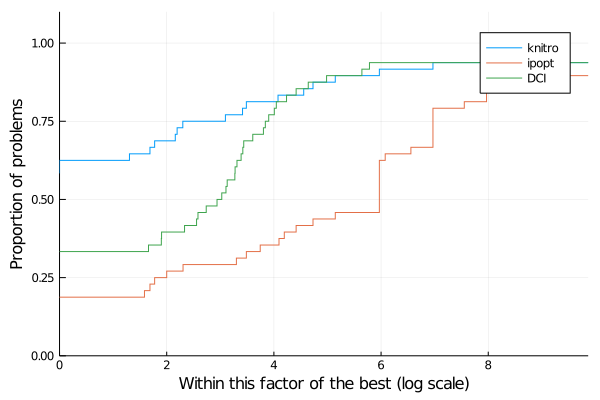 1.00
0.75
0.50
0.25
0.00
Proportion of problems
knitro
ipopt
DCI
0 2 4 6 8
Within this factor of the best (log scale)